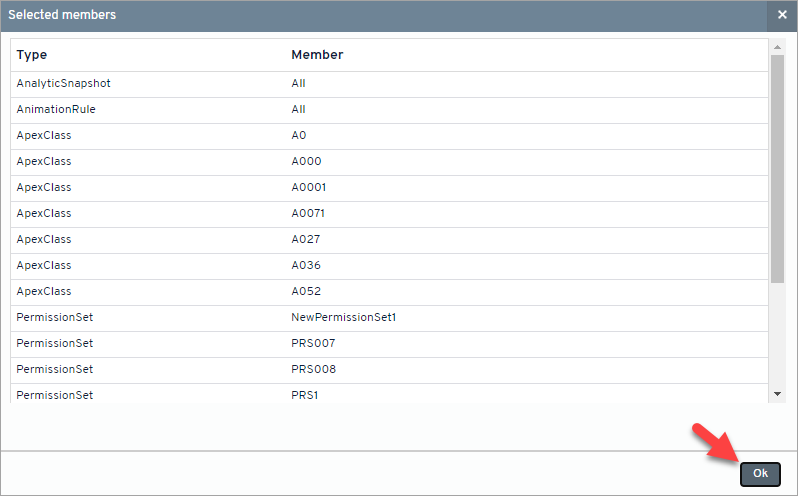 Selected members
Type Member
AnalyticSnapshot All
AnimationRule All
ApexClass A0
ApexClass A000
ApexClass A0001
ApexClass A0071
ApexClass A027
ApexClass A036
ApexClass A052
PermissionSet NewPermissionSet1
PermissionSet PRS007
PermissionSet PRS008
PermissionSet PRS1
Ok